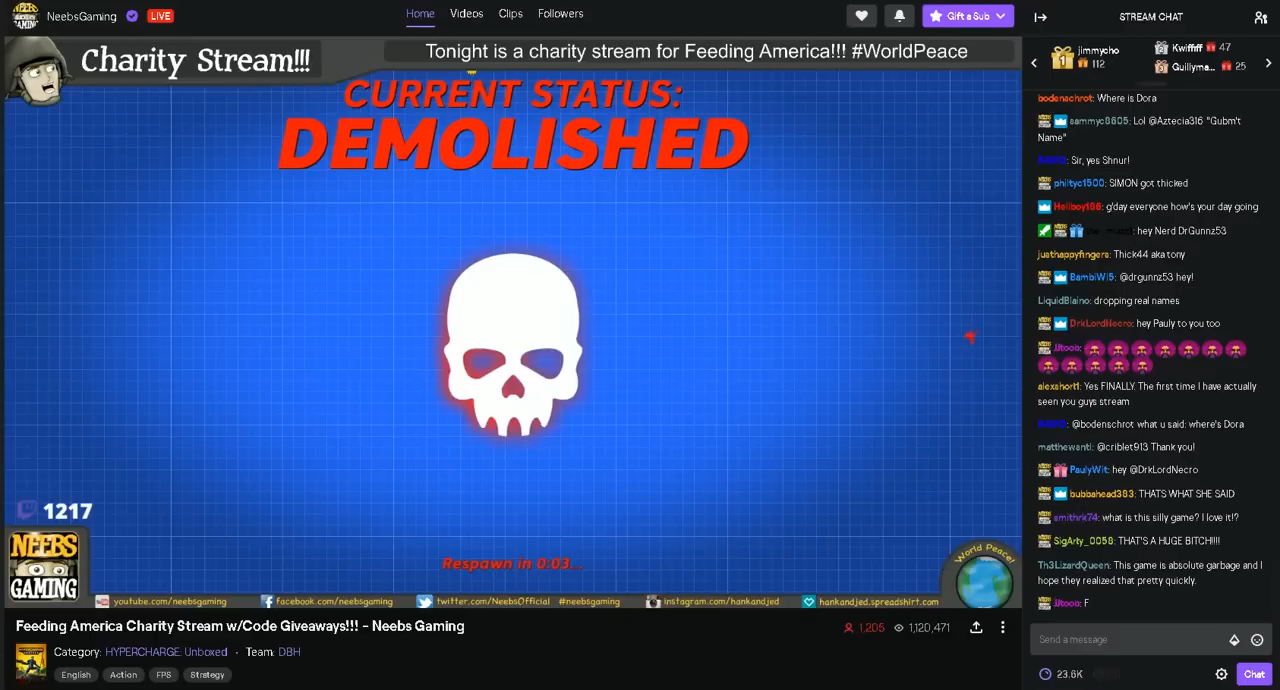 NeebsGaming
LIVE
Home
Videos
Clips
Followers
Gift a Sub
STREAM CHAT
Charity Stream!!!
Tonight is a charity stream for Feeding America!!! #WorldPeace
CURRENT STATUS:
DEMOLISHED
1217
NEEBS
GAMING
Respawn in 0:03...
World Peace!
youtube.com/neebsgaming
facebook.com/neebsgaming
twitter.com/NeebsOfficial #neebsgaming
instagram.com/hankandjed
hankandjed.spreadshirt.com
Feeding America Charity Stream w/Code Giveaways!!! - Neebs Gaming
1,205
1,120,471
Category: HYPERCHARGE: Unboxed · Team: DBH
English
Action
FPS
Strategy
1
jimmycho
112
Kwiffff 47
Guillyma... 25
bodenschrot: Where is Dora
sammyc8605: Lol @Aztecia316 "Gubm't
Name"
: Sir, yes Shnur!
philtyc1500: SIMON got thicked
Hellboy186: g'day everyone how's your day going
hey Nerd DrGunnz53
justhappyfingers: Thick44 aka tony
BambiWi5: @drgunnz53 hey!
LiquidBlaino: dropping real names
DrkLordNecro: hey Pauly to you too
JJtoob:
alexshort1: Yes FINALLY. The first time I have actually
seen you guys stream
: @bodenschrot what u said: where's Dora
matthewantl: @criblet913 Thank you!
PaulyWit: hey @DrkLordNecro
bubbahead383: THATS WHAT SHE SAID
smithrk74: what is this silly game? I love it!?
SigArty_0058: THAT'S A HUGE BITCH!!!!
Th3LizardQueen: This game is absolute garbage and I
hope they realized that pretty quickly.
JJtoob: F
Send a message
23.6K
Chat